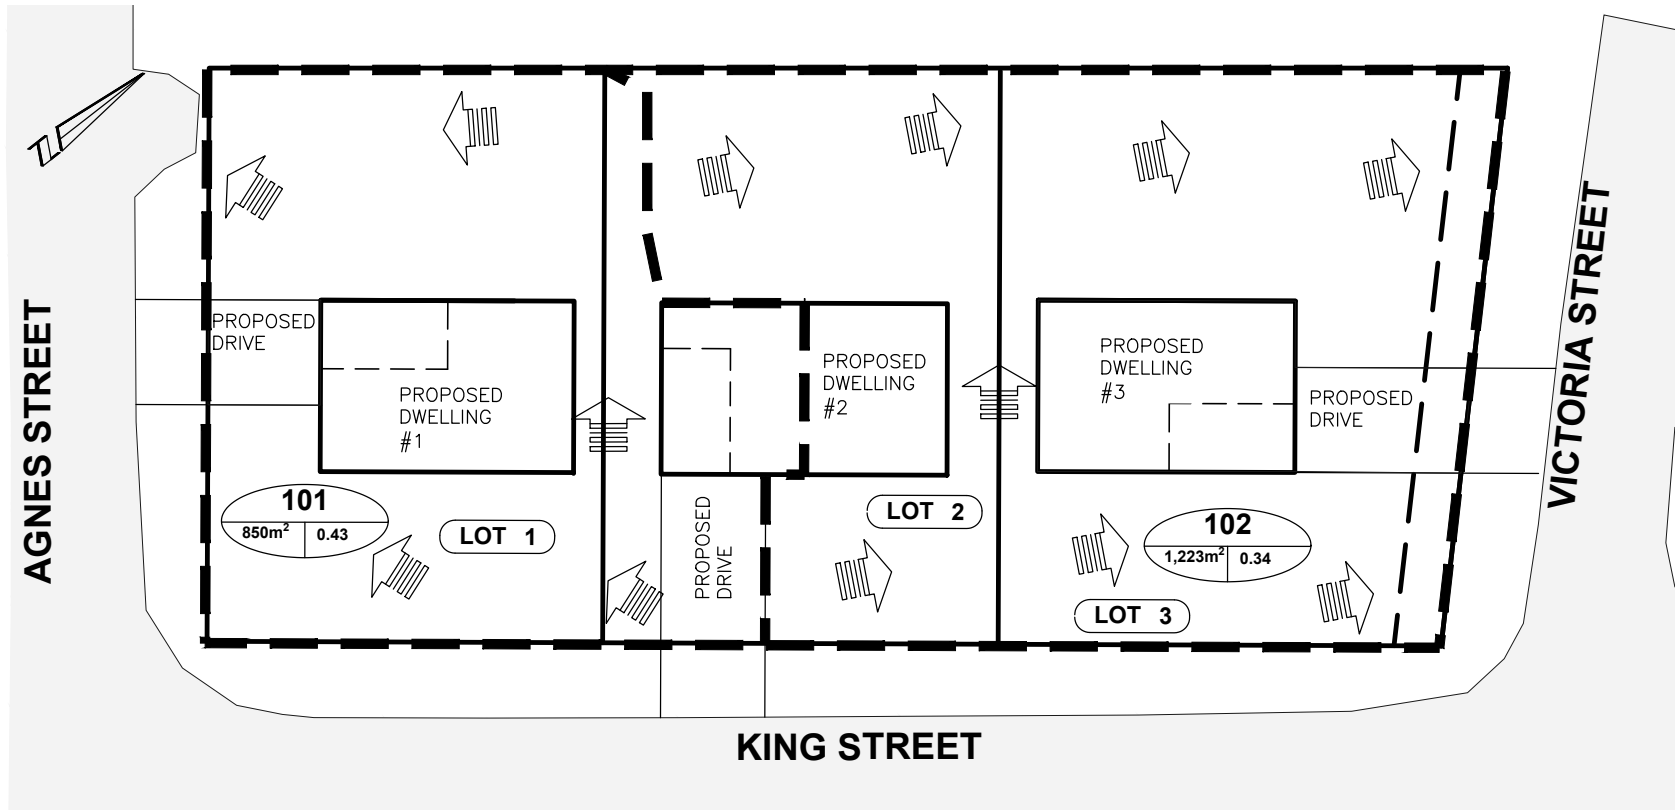 AGNES STREET
PROPOSED
DRIVE
PROPOSED
DWELLING
#1
101
850m²
0.43
LOT 1
PROPOSED
DRIVE
PROPOSED
DWELLING
#2
LOT 2
PROPOSED
DWELLING
#3
PROPOSED
DRIVE
102
1,223m²
0.34
LOT 3
VICTORIA STREET
KING STREET